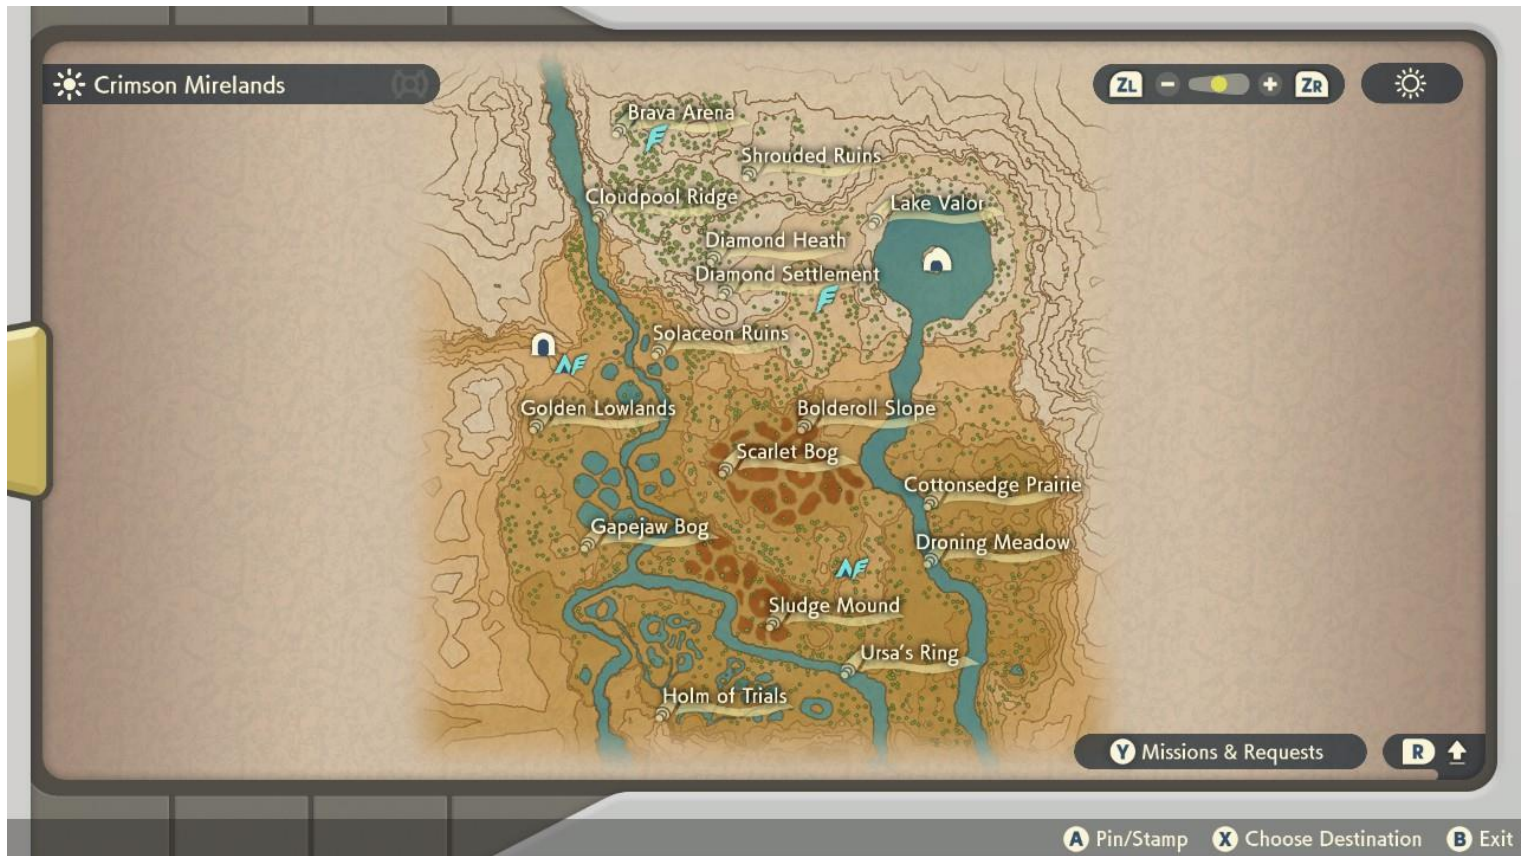 Crimson Mirelands
ZL − + ZR
Brava Arena
Shrouded Ruins
Cloudpool Ridge
Lake Valor
Diamond Heath
Diamond Settlement
Solaceon Ruins
Golden Lowlands
Bolderoll Slope
Scarlet Bog
Cottonsedge Prairie
Gapejaw Bog
Droning Meadow
Sludge Mound
Ursa's Ring
Holm of Trials
Y Missions & Requests
R
A Pin/Stamp X Choose Destination B Exit